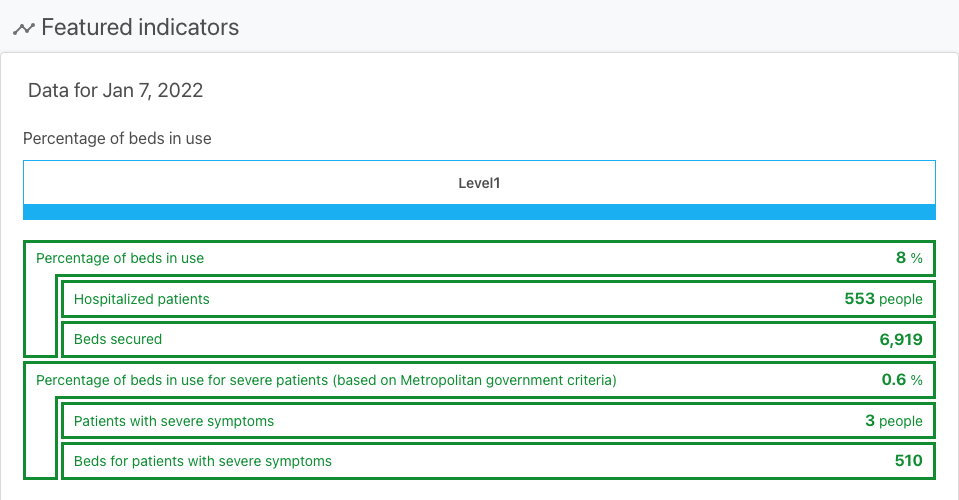 Featured indicators
Data for Jan 7, 2022
Percentage of beds in use
Level1
Percentage of beds in use 8 %
Hospitalized patients 553 people
Beds secured 6,919
Percentage of beds in use for severe patients (based on Metropolitan government criteria) 0.6 %
Patients with severe symptoms 3 people
Beds for patients with severe symptoms 510